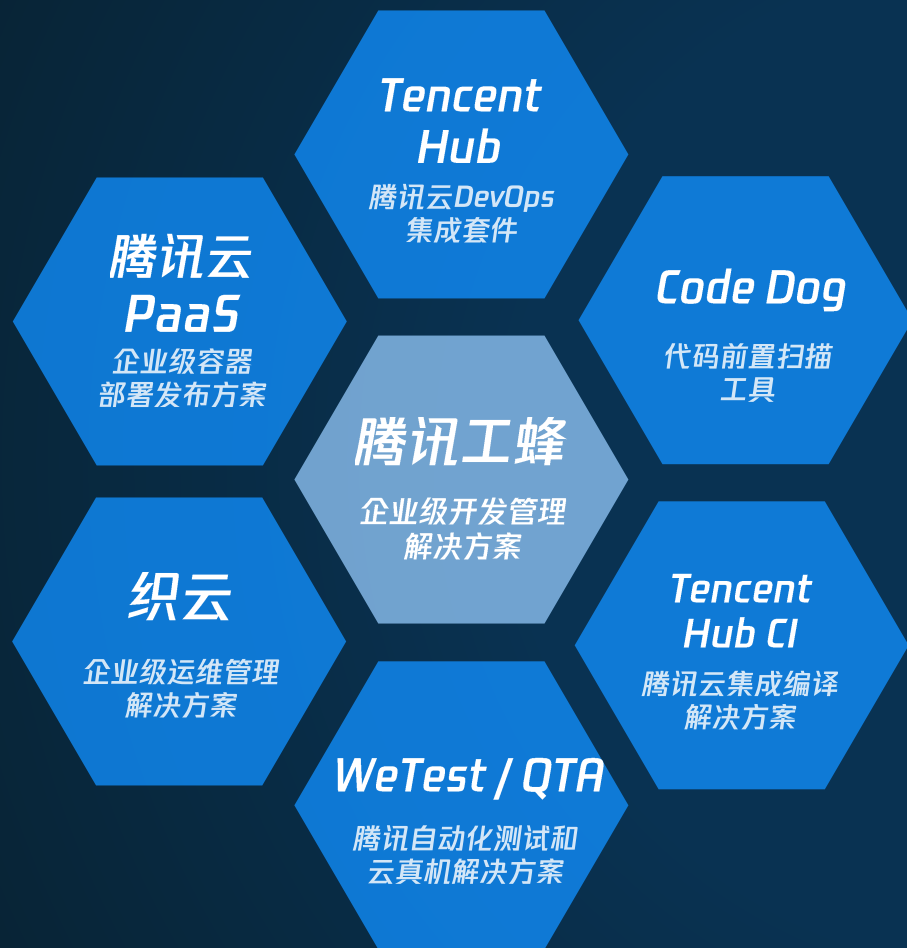 Tencent
Hub
腾讯云DevOps
集成套件
腾讯云
PaaS
企业级容器
部署发布方案
Code Dog
代码前置扫描
工具
腾讯工蜂
企业级开发管理
解决方案
织云
企业级运维管理
解决方案
Tencent
Hub CI
腾讯云集成编译
解决方案
WeTest / QTA
腾讯自动化测试和
云真机解决方案